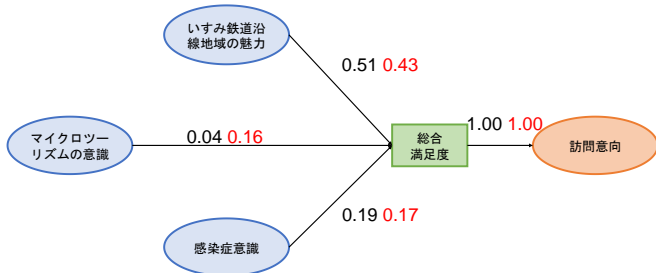 いすみ鉄道沿
線地域の魅力
0.51 0.43
マイクロツー
リズムの意識
0.04 0.16
総合
満足度
1.00 1.00
訪問意向
0.19 0.17
感染症意識